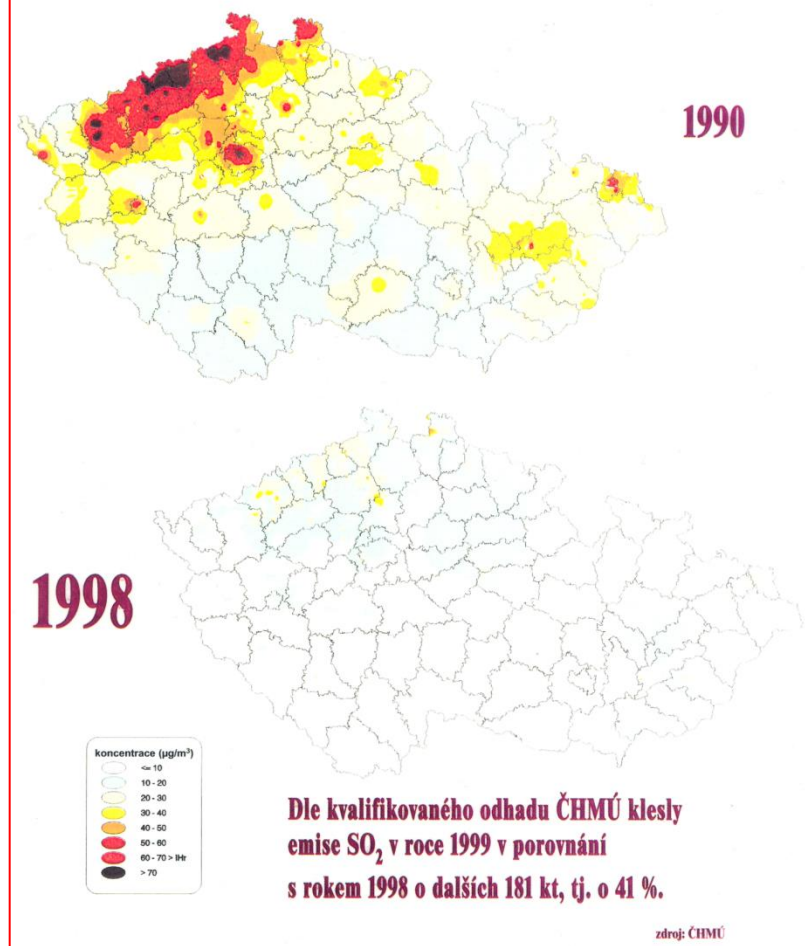 1990
1998
koncentrace (µg/m³)
<= 10
10 - 20
20 - 30
30 - 40
40 - 50
50 - 60
60 - 70 > IHr
> 70
Dle kvalifikovaného odhadu ČHMÚ klesly
emise SO₂ v roce 1999 v porovnání
s rokem 1998 o dalších 181 kt, tj. o 41 %.
zdroj: ČHMÚ